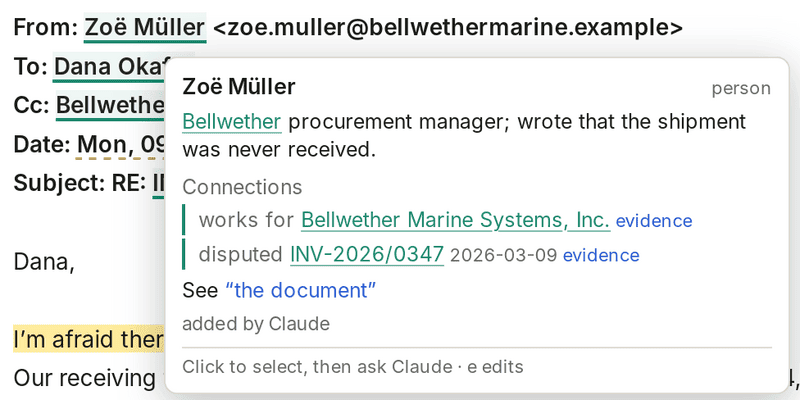 From: Zoë Müller <zoe.muller@bellwethermarine.example>
To: Dana
Cc:
Date: Mon, 09
Subject: RE:
Zoë Müller person
Bellwether procurement manager; wrote that the shipment
was never received.
Connections
works for Bellwether Marine Systems, Inc. evidence
disputed INV-2026/0347 2026-03-09 evidence
See “the document”
added by Claude
Click to select, then ask Claude · e edits
Dana,
I’m afraid
Our receiving